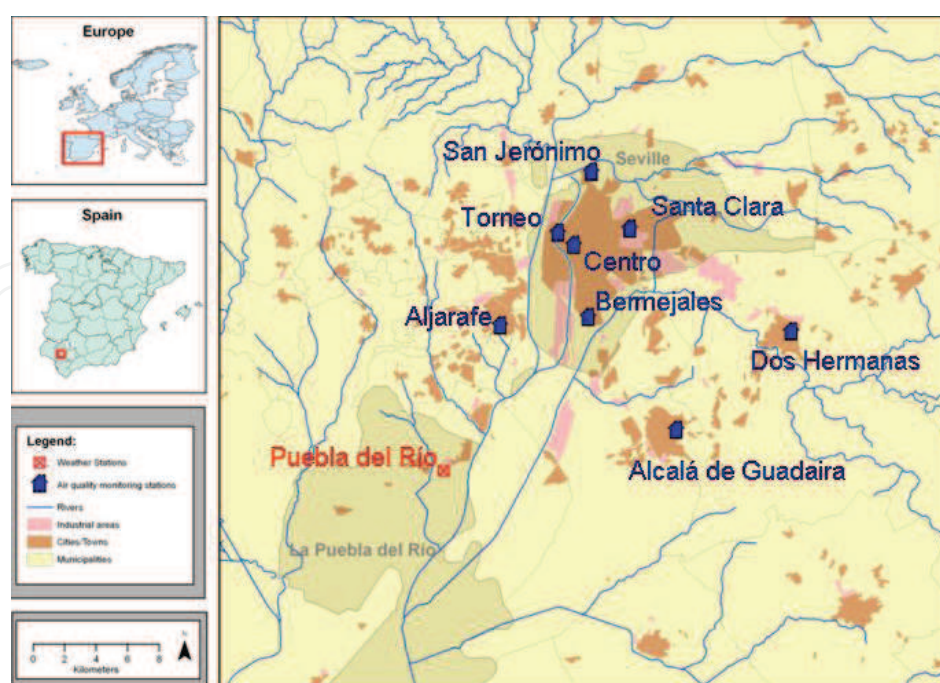 Europe
Spain
Legend:
Weather Stations
Air quality monitoring stations
Rivers
Industrial areas
Cities/Towns
Municipalities
N
0 2 4 6 8
Kilometers
San Jerónimo
Seville
Torneo
Santa Clara
Centro
Aljarafe
Bermejales
Dos Hermanas
Puebla del Río
Alcalá de Guadaira
La Puebla del Río